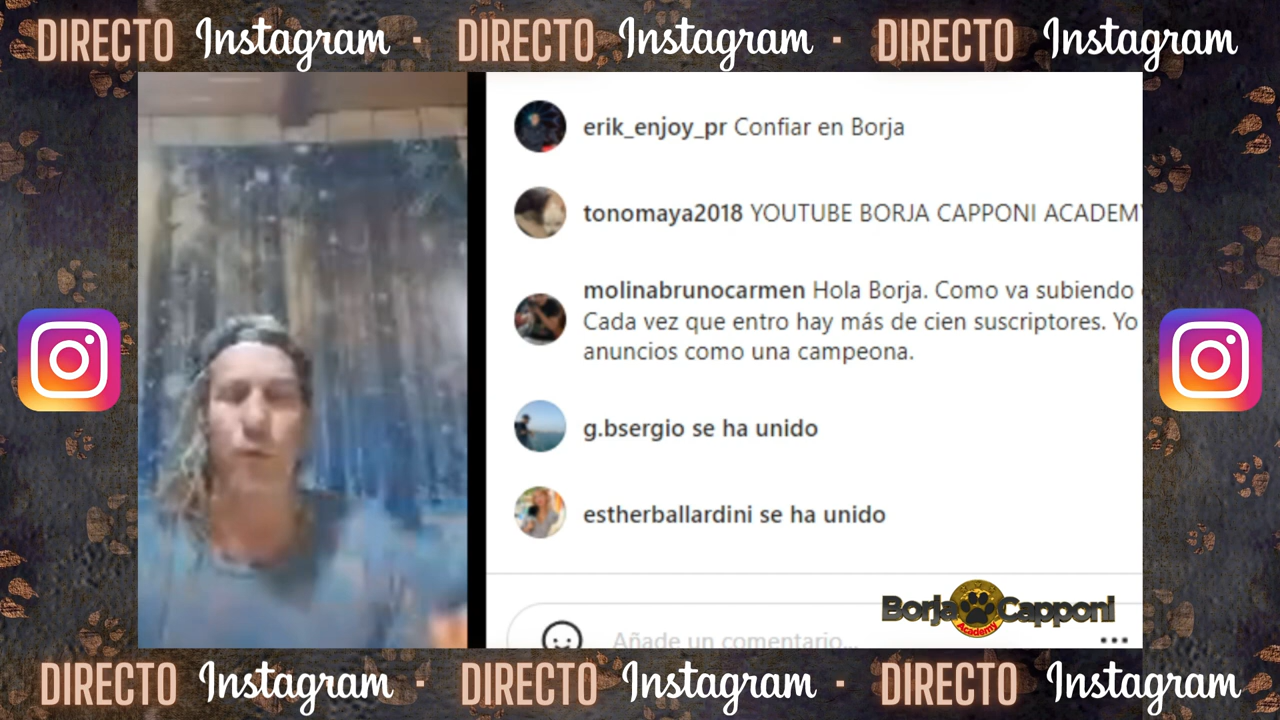 DIRECTO Instagram · DIRECTO Instagram · DIRECTO Instagram
erik_enjoy_pr Confiar en Borja
tonomaya2018 YOUTUBE BORJA CAPPONI ACADEMY
molinabrunocarmen Hola Borja. Como va subiendo
Cada vez que entro hay más de cien suscriptores. Yo
anuncios como una campeona.
g.bsergio se ha unido
estherballardini se ha unido
Borja Capponi
Academy
Añade un comentario...
DIRECTO Instagram · DIRECTO Instagram · DIRECTO Instagram